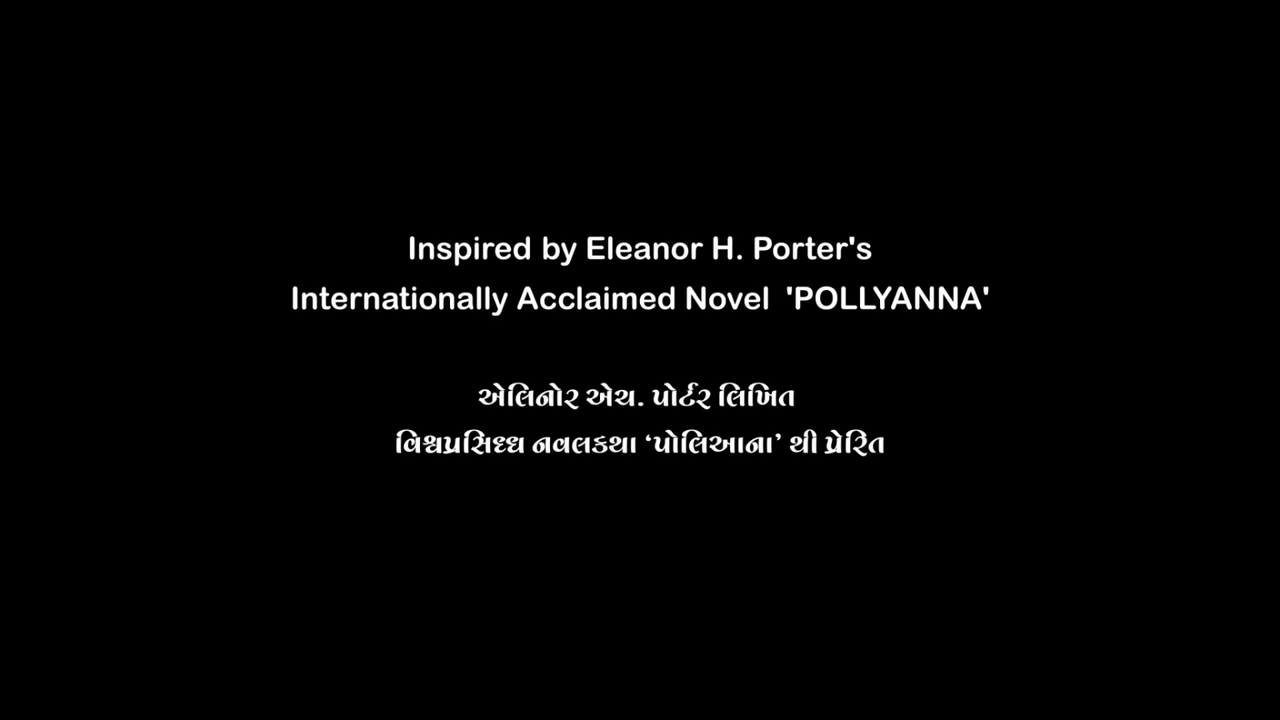 Inspired by Eleanor H. Porter's
Internationally Acclaimed Novel 'POLLYANNA'
એલિનોર એચ. પોર્ટર લિખિત
વિશ્વપ્રસિધ્ધ નવલકથા ‘પોલિઆના’ થી પ્રેરિત